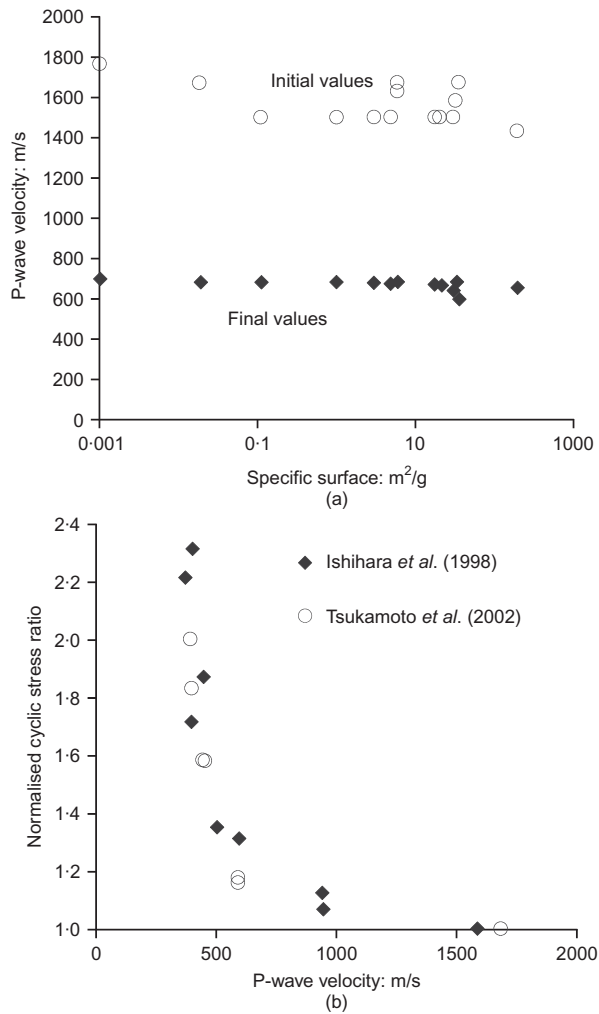 2000
1800
1600
1400
1200
1000
800
600
400
200
0
P-wave velocity: m/s
Initial values
Final values
0·001
0·1
10
1000
Specific surface: m²/g
(a)
2·4
2·2
2·0
1·8
1·6
1·4
1·2
1·0
Normalised cyclic stress ratio
Ishihara et al. (1998)
Tsukamoto et al. (2002)
0
500
1000
1500
2000
P-wave velocity: m/s
(b)